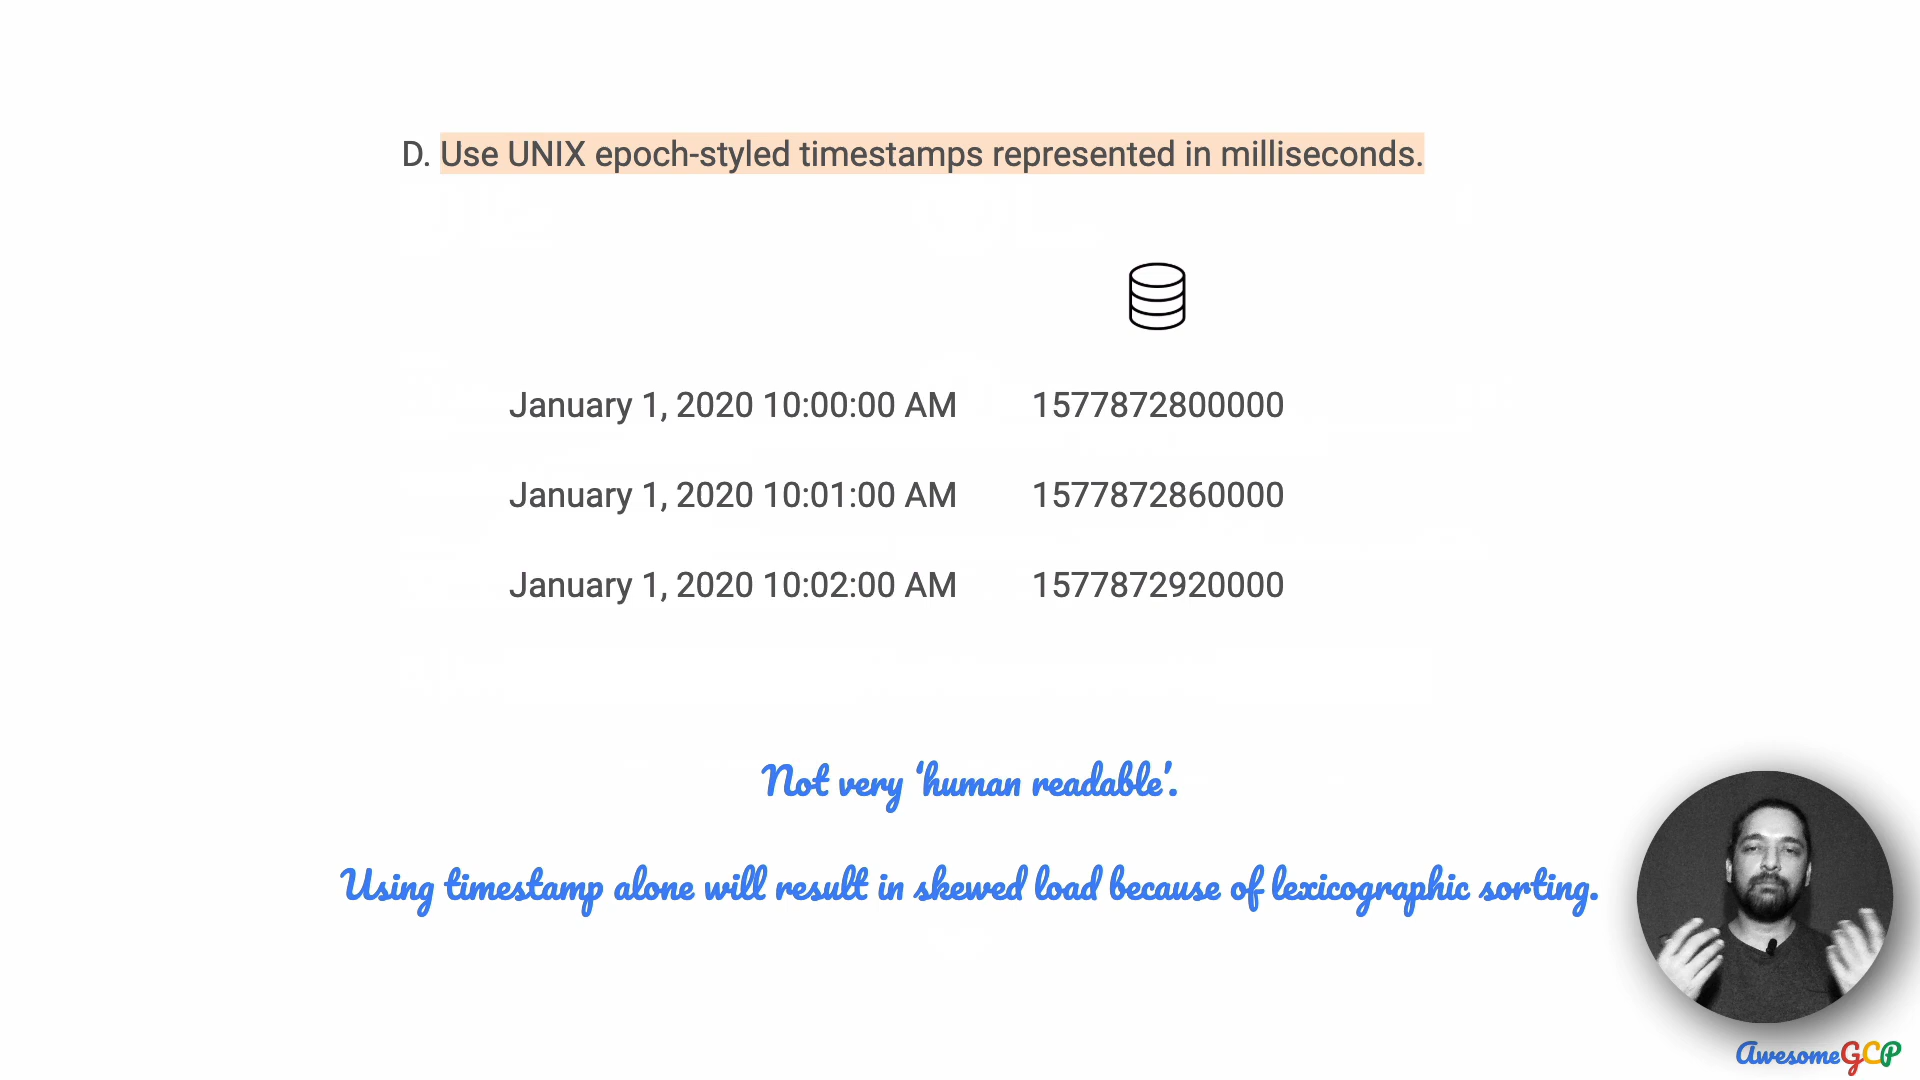 D. Use UNIX epoch-styled timestamps represented in milliseconds.
January 1, 2020 10:00:00 AM 1577872800000
January 1, 2020 10:01:00 AM 1577872860000
January 1, 2020 10:02:00 AM 1577872920000
Not very ‘human readable’.
Using timestamp alone will result in skewed load because of lexicographic sorting.
AwesomeGCP